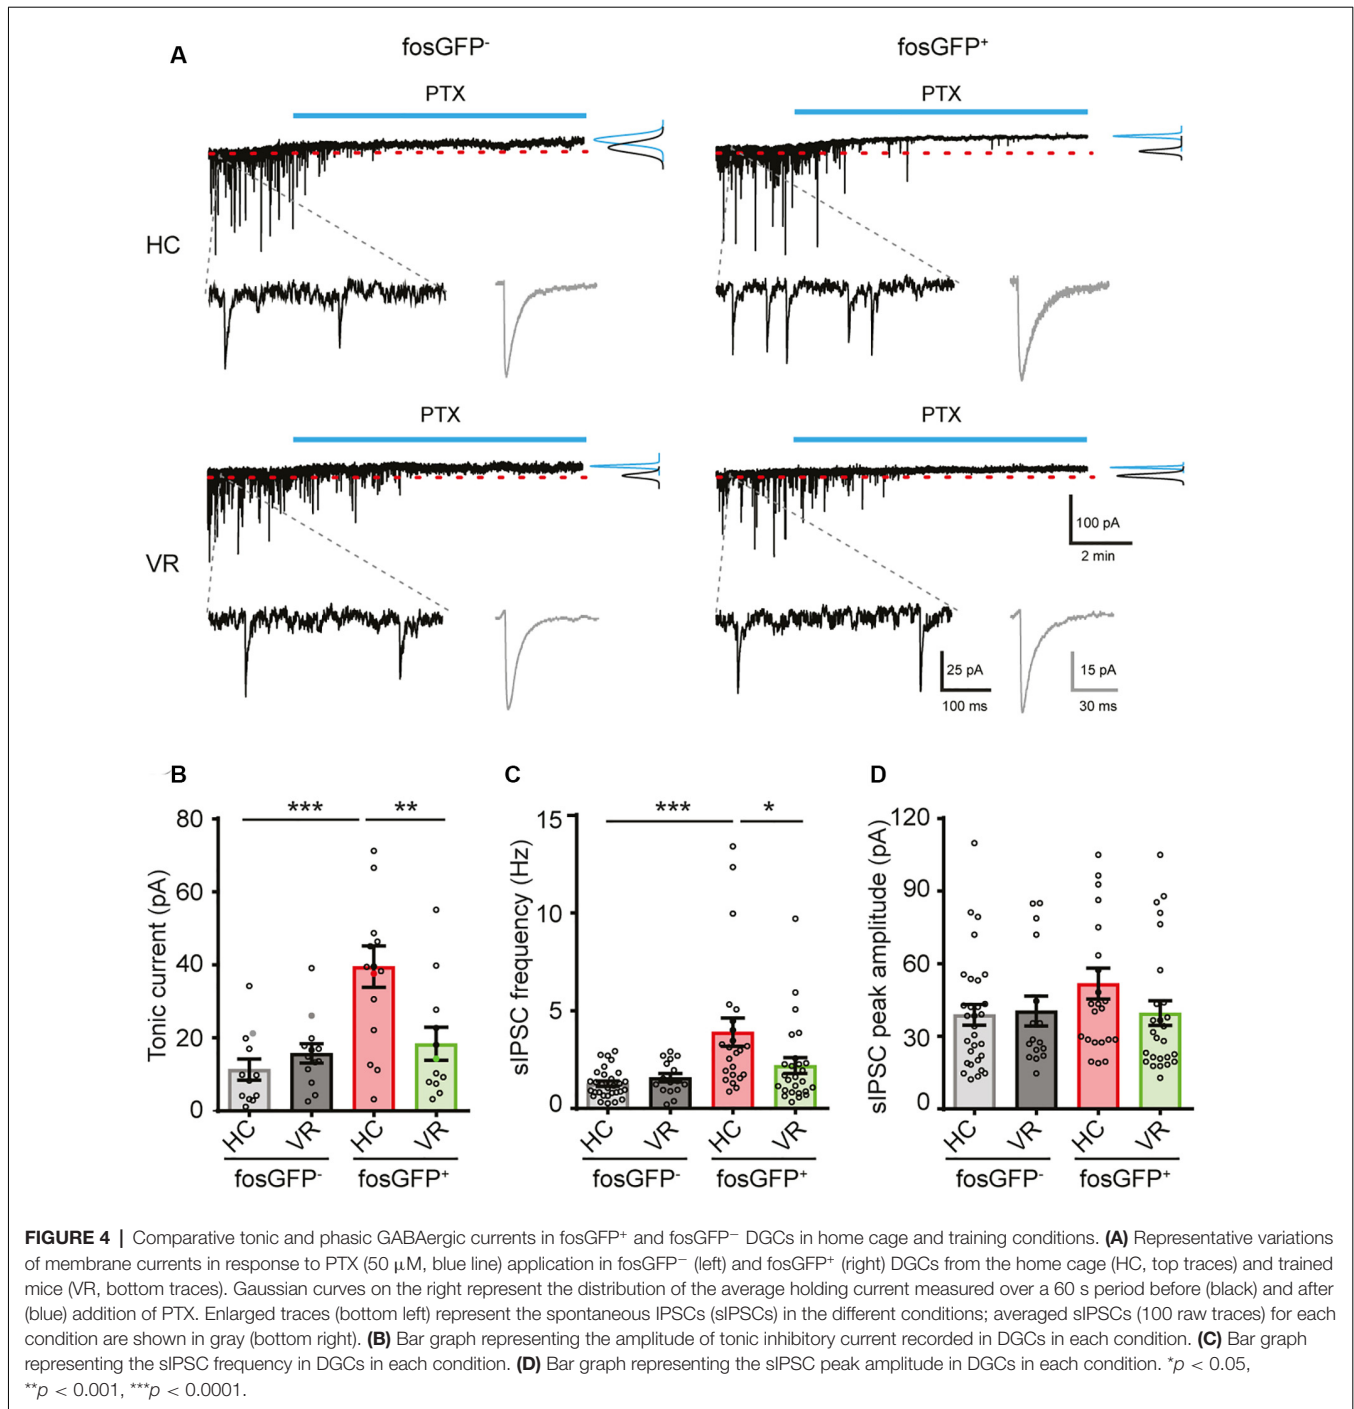 A
fosGFP-
fosGFP+
PTX
PTX
HC
PTX
PTX
100 pA
2 min
VR
25 pA
100 ms
15 pA
30 ms
B
C
D
***
**
***
*
Tonic current (pA)
80
60
40
20
0
HC
VR
HC
VR
fosGFP-
fosGFP+
sIPSC frequency (Hz)
15
10
5
0
HC
VR
HC
VR
fosGFP-
fosGFP+
sIPSC peak amplitude (pA)
120
90
60
30
0
HC
VR
HC
VR
fosGFP-
fosGFP+
FIGURE 4 | Comparative tonic and phasic GABAergic currents in fosGFP+ and fosGFP− DGCs in home cage and training conditions. (A) Representative variations
of membrane currents in response to PTX (50 μM, blue line) application in fosGFP− (left) and fosGFP+ (right) DGCs from the home cage (HC, top traces) and trained
mice (VR, bottom traces). Gaussian curves on the right represent the distribution of the average holding current measured over a 60 s period before (black) and after
(blue) addition of PTX. Enlarged traces (bottom left) represent the spontaneous IPSCs (sIPSCs) in the different conditions; averaged sIPSCs (100 raw traces) for each
condition are shown in gray (bottom right). (B) Bar graph representing the amplitude of tonic inhibitory current recorded in DGCs in each condition. (C) Bar graph
representing the sIPSC frequency in DGCs in each condition. (D) Bar graph representing the sIPSC peak amplitude in DGCs in each condition. *p < 0.05,
**p < 0.001, ***p < 0.0001.